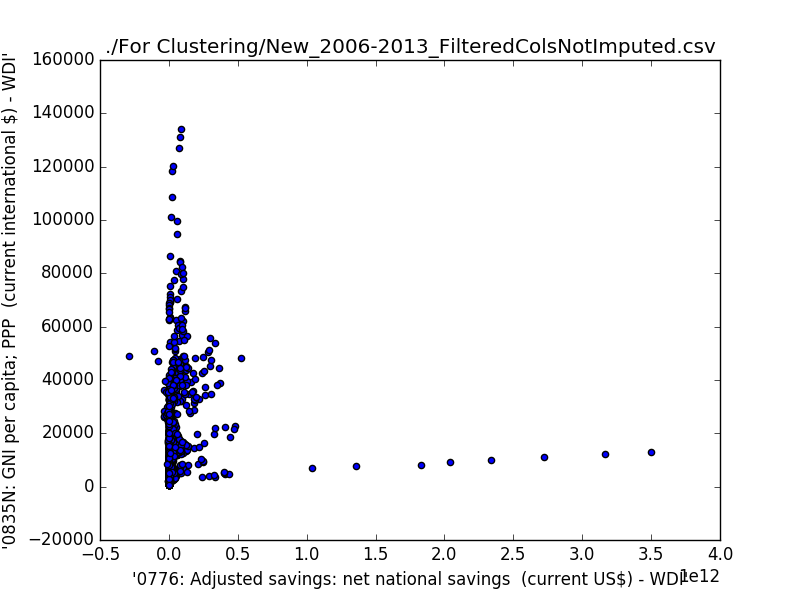 ./For Clustering/New_2006-2013_FilteredColsNotImputed.csv
160000
140000
120000
100000
80000
60000
40000
20000
0
−20000
'0835N: GNI per capita; PPP  (current international $) - WDI'
−0.5 0.0 0.5 1.0 1.5 2.0 2.5 3.0 3.5 4.0
1e12
'0776: Adjusted savings: net national savings  (current US$) - WDI'